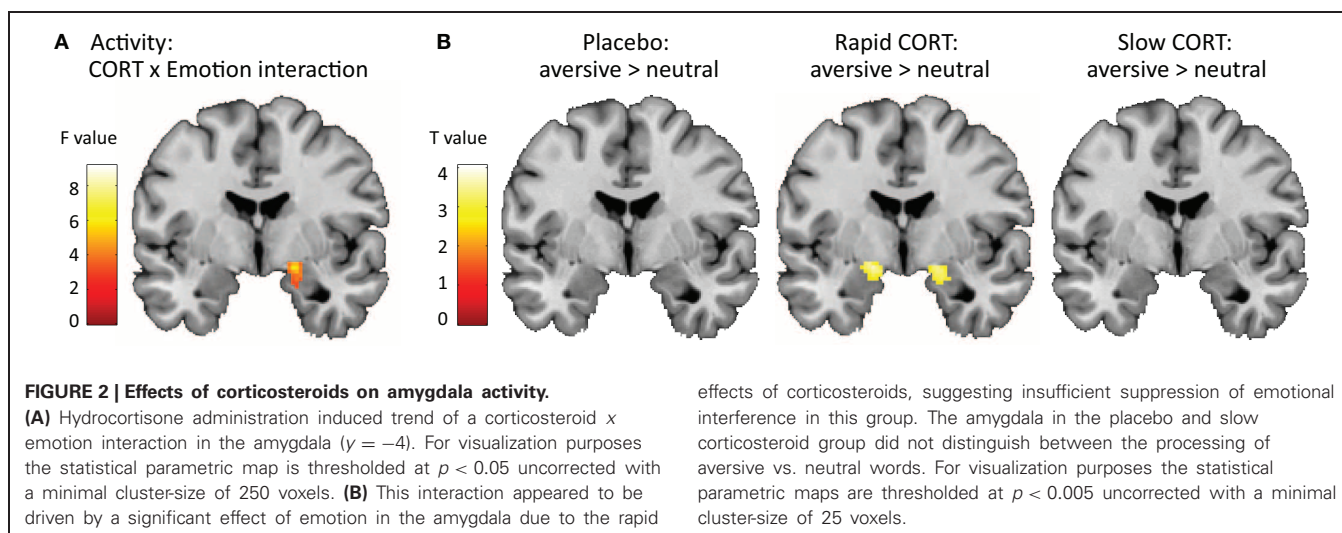 A Activity:
CORT x Emotion interaction
F value
8
6
4
2
0
B
Placebo:
aversive > neutral
Rapid CORT:
aversive > neutral
Slow CORT:
aversive > neutral
T value
4
3
2
1
0
FIGURE 2 | Effects of corticosteroids on amygdala activity.
(A) Hydrocortisone administration induced trend of a corticosteroid x
emotion interaction in the amygdala (y = −4). For visualization purposes
the statistical parametric map is thresholded at p < 0.05 uncorrected with
a minimal cluster-size of 250 voxels. (B) This interaction appeared to be
driven by a significant effect of emotion in the amygdala due to the rapid
effects of corticosteroids, suggesting insufficient suppression of emotional
interference in this group. The amygdala in the placebo and slow
corticosteroid group did not distinguish between the processing of
aversive vs. neutral words. For visualization purposes the statistical
parametric maps are thresholded at p < 0.005 uncorrected with a minimal
cluster-size of 25 voxels.